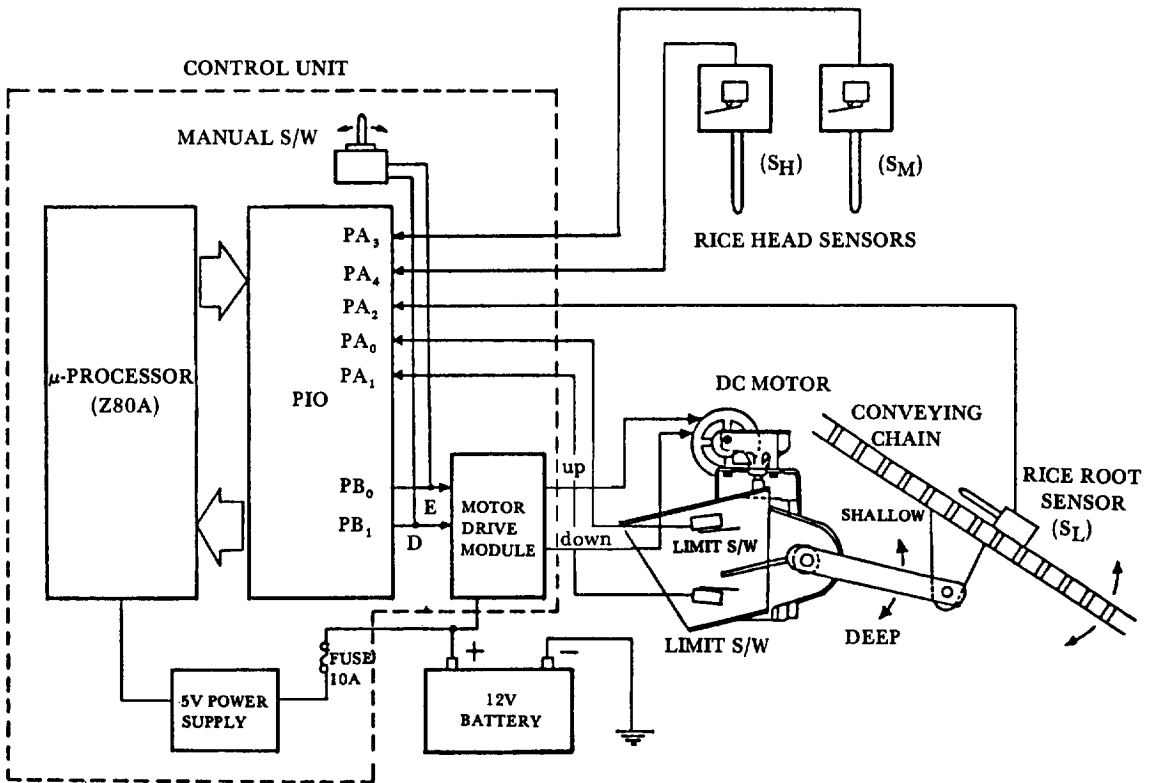 CONTROL UNIT
MANUAL S/W
(SH)
(SM)
RICE HEAD SENSORS
PA3
PA4
PA2
PA0
PA1
μ-PROCESSOR
(Z80A)
PIO
PB0
PB1
E
D
MOTOR
DRIVE
MODULE
up
down
DC MOTOR
CONVEYING
CHAIN
RICE ROOT
SENSOR
(SL)
SHALLOW
LIMIT S/W
DEEP
LIMIT S/W
FUSE
10A
+
−
5V POWER
SUPPLY
12V
BATTERY